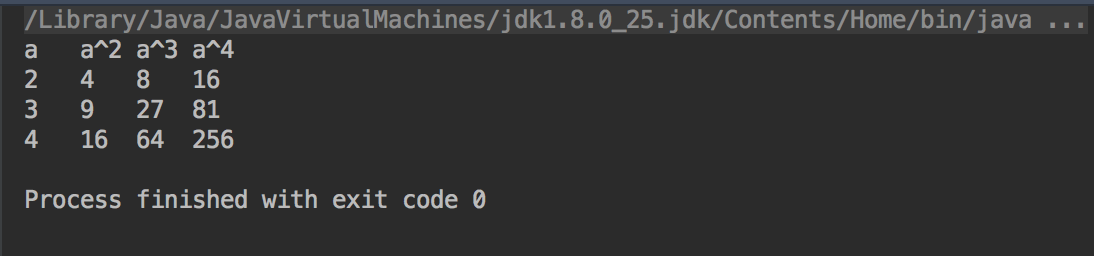 /Library/Java/JavaVirtualMachines/jdk1.8.0_25.jdk/Contents/Home/bin/java ...
a   a^2 a^3 a^4
2   4   8   16
3   9   27  81
4   16  64  256
Process finished with exit code 0